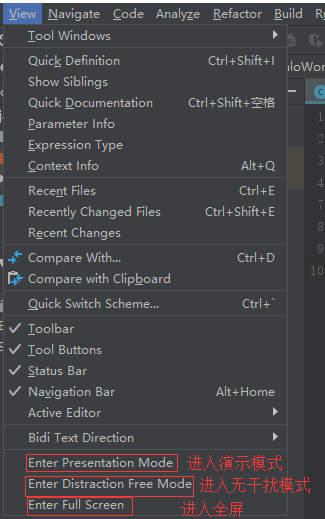 View Navigate Code Analyze Refactor Build
Tool Windows
Quick Definition Ctrl+Shift+I
Show Siblings
Quick Documentation Ctrl+Shift+空格
Parameter Info
Expression Type
Context Info Alt+Q
Recent Files Ctrl+E
Recently Changed Files Ctrl+Shift+E
Recent Changes
Compare With... Ctrl+D
Compare with Clipboard
Quick Switch Scheme... Ctrl+`
Toolbar
Tool Buttons
Status Bar
Navigation Bar Alt+Home
Active Editor
Bidi Text Direction
Enter Presentation Mode 进入演示模式
Enter Distraction Free Mode 进入无干扰模式
Enter Full Screen 进入全屏